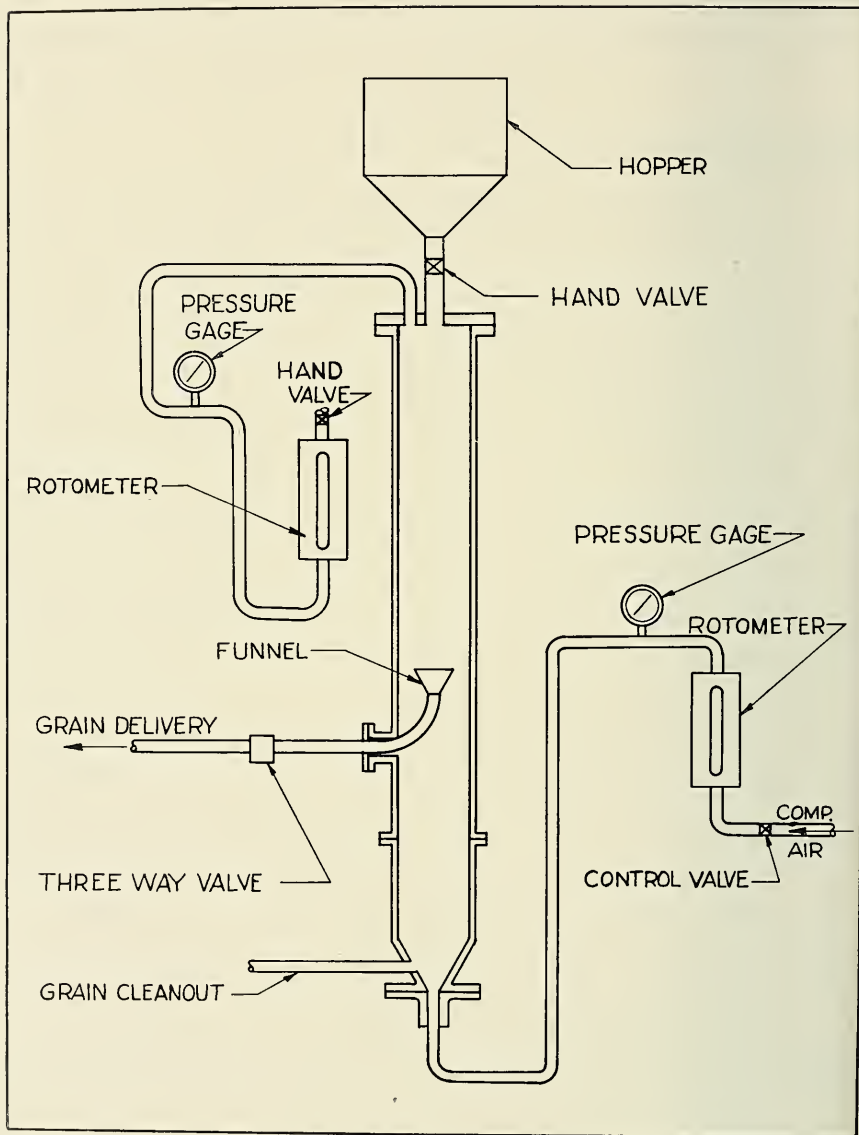 HOPPER
HAND VALVE
PRESSURE
GAGE
HAND
VALVE
ROTOMETER
PRESSURE GAGE
ROTOMETER
FUNNEL
GRAIN DELIVERY
COMP.
AIR
THREE WAY VALVE
CONTROL VALVE
GRAIN CLEANOUT